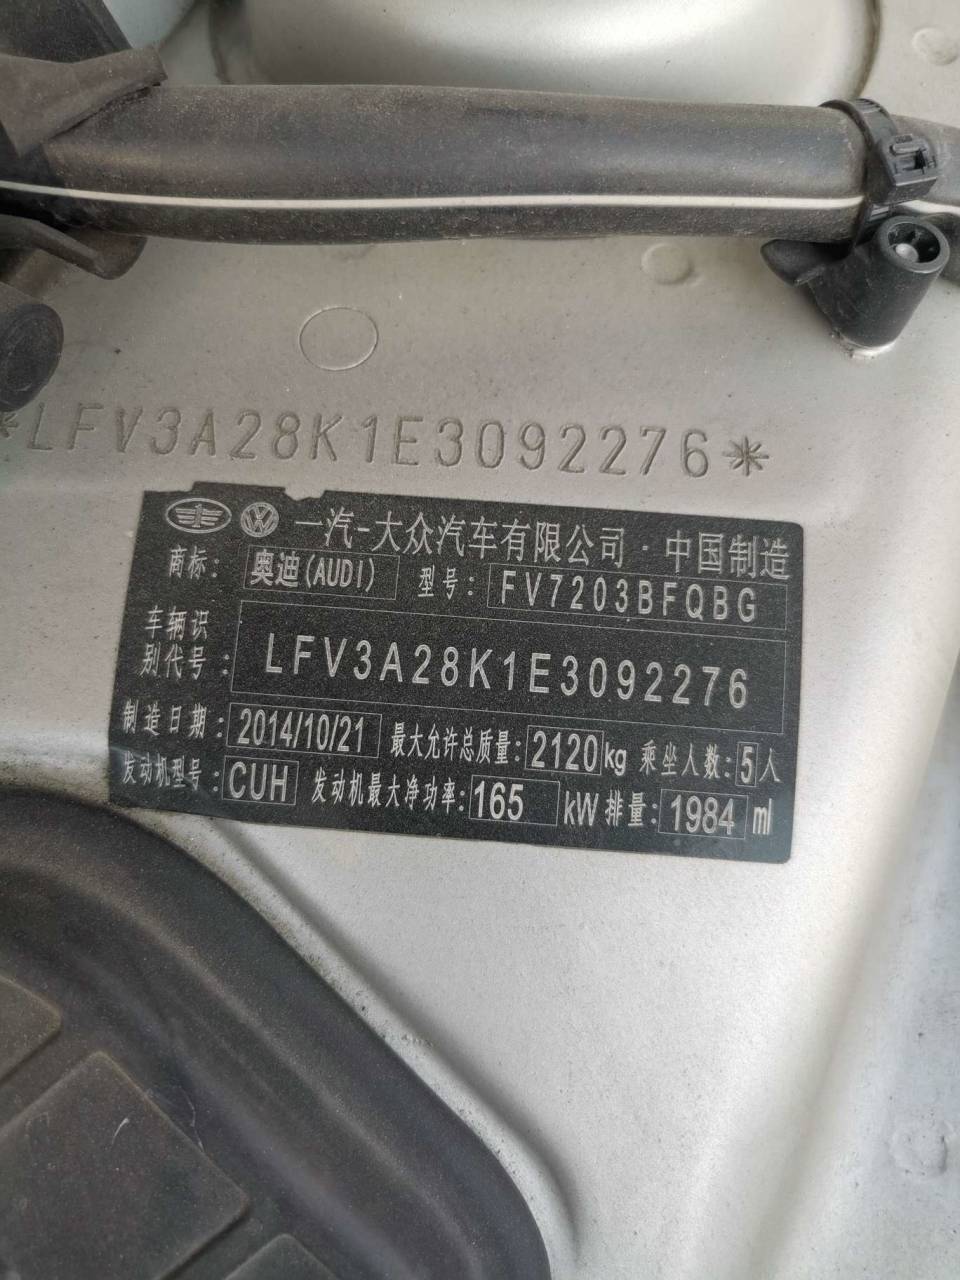 *LFV3A28K1E3092276*
一汽-大众汽车有限公司·中国制造
商标: 奥迪(AUDI) 型号: FV7203BFQBG
车辆识
别代号: LFV3A28K1E3092276
制造日期: 2014/10/21 最大允许总质量: 2120kg 乘坐人数: 5人
发动机型号: CUH 发动机最大净功率: 165 kW 排量: 1984 ml